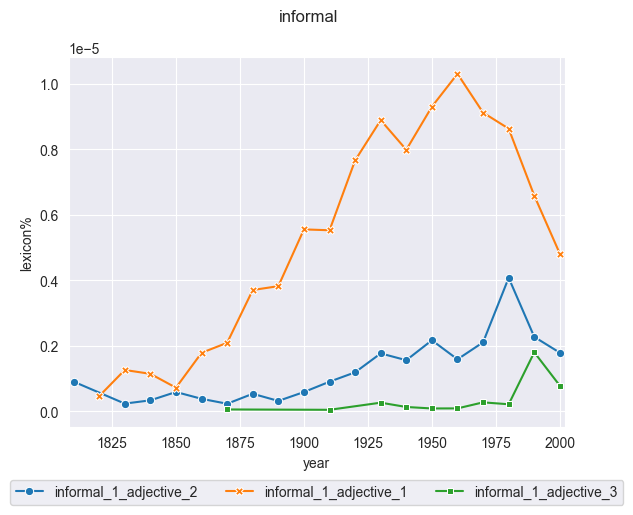 informal
1e−5
1.0
0.8
0.6
0.4
0.2
0.0
lexicon%
1825 1850 1875 1900 1925 1950 1975 2000
year
informal_1_adjective_2 informal_1_adjective_1 informal_1_adjective_3